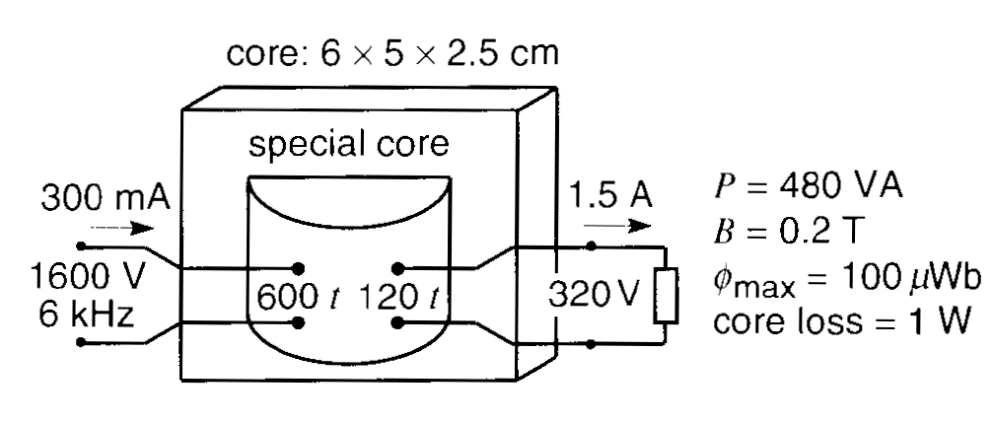 core: 6 × 5 × 2.5 cm
special core
300 mA
1600 V
6 kHz
600 t
120 t
1.5 A
320 V
P = 480 VA
B = 0.2 T
ϕmax = 100 μWb
core loss = 1 W